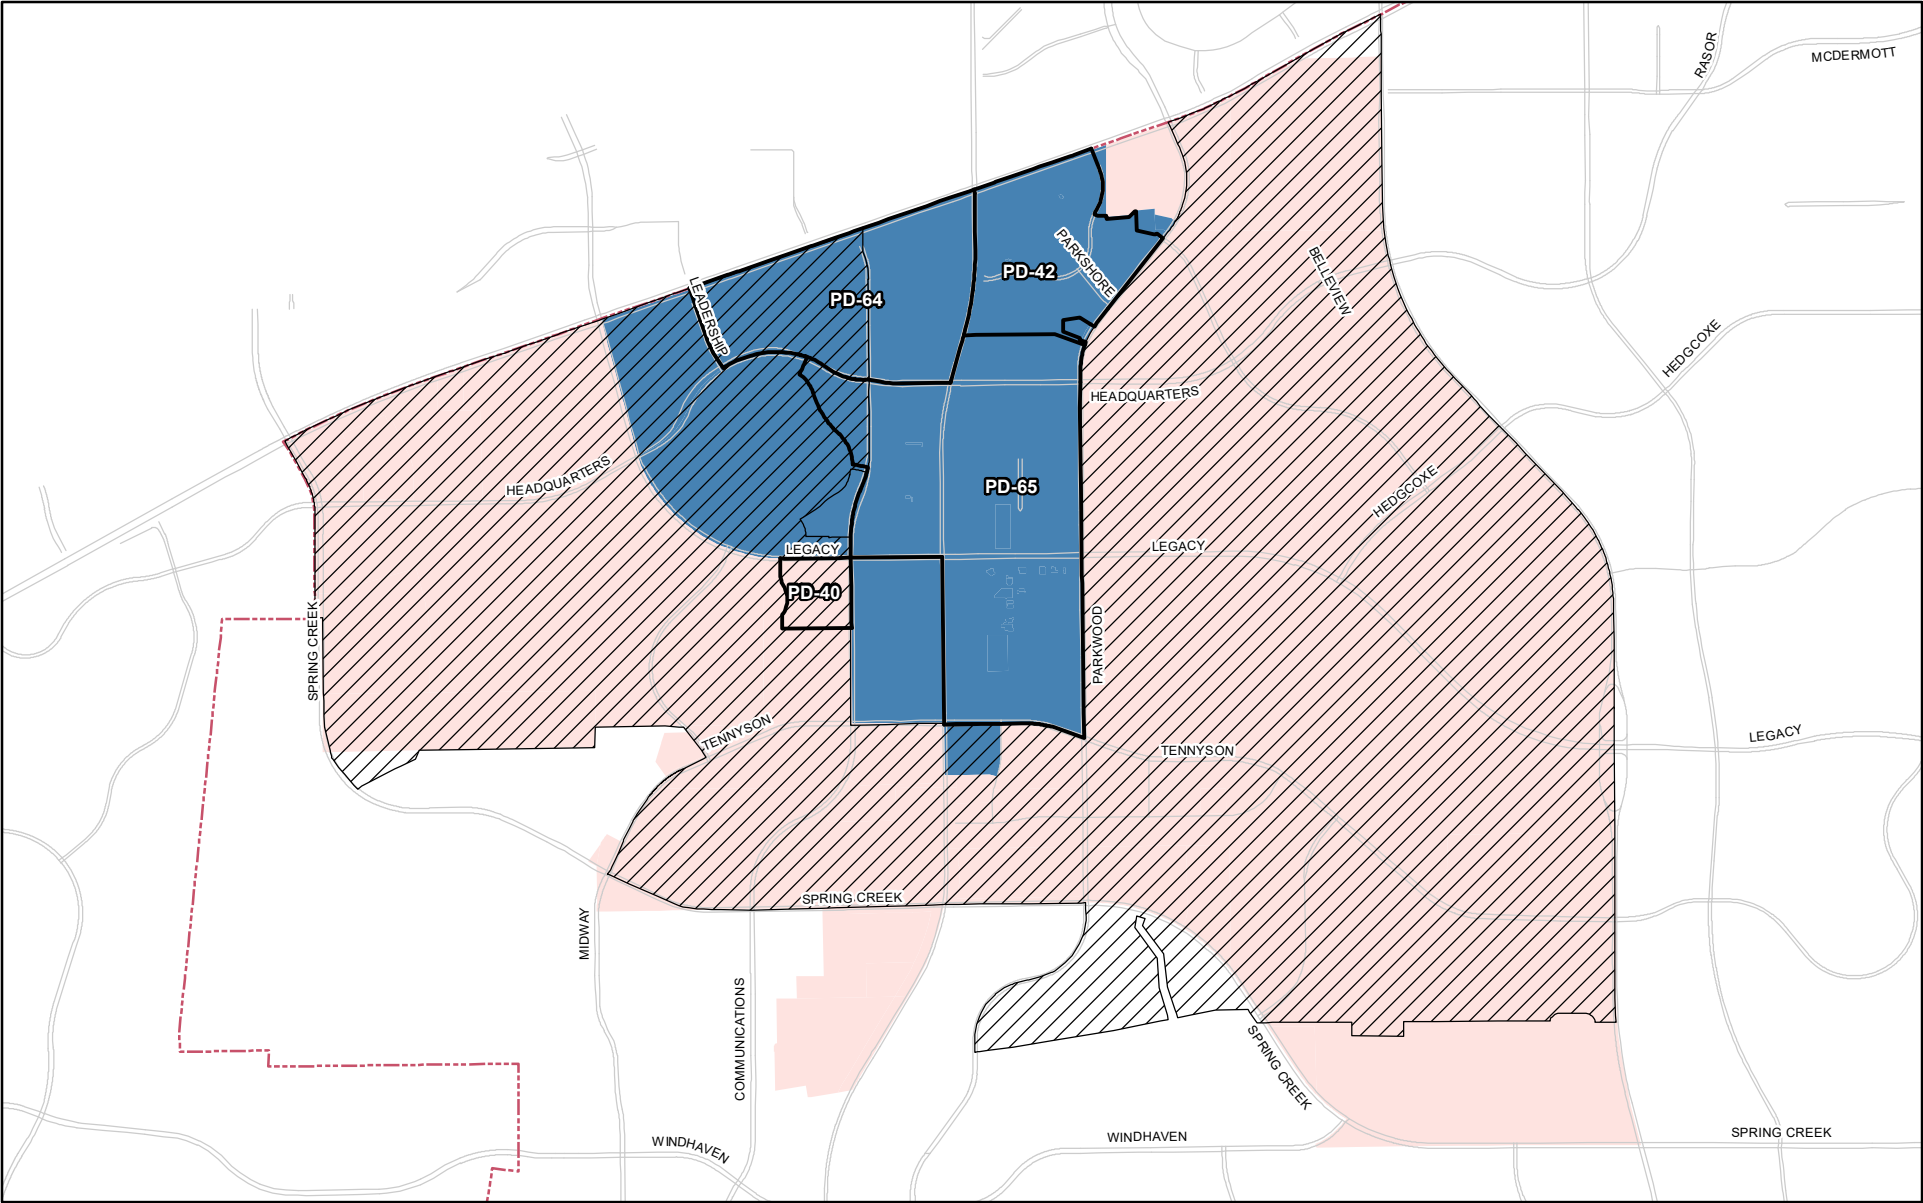 RASOR
MCDERMOTT
PARKSHORE
BELLEVIEW
PD-42
LEADERSHIP
PD-64
HEDGCOXE
HEADQUARTERS
HEADQUARTERS
PD-65
HEDGCOXE
LEGACY
LEGACY
PD-40
SPRING CREEK
PARKWOOD
TENNYSON
TENNYSON
LEGACY
SPRING CREEK
MIDWAY
COMMUNICATIONS
SPRING CREEK
WINDHAVEN
WINDHAVEN
SPRING CREEK